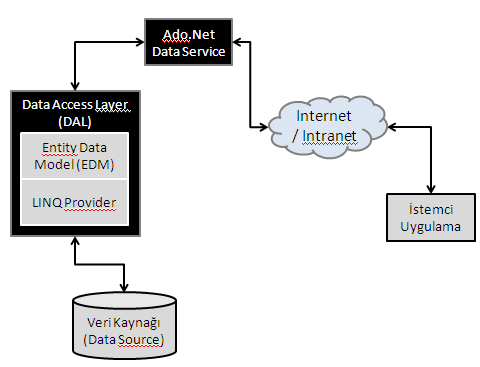 Ado.Net
Data Service
Data Access Layer
(DAL)
Entity Data
Model (EDM)
LINQ Provider
Internet
/ Intranet
İstemci
Uygulama
Veri Kaynağı
(Data Source)